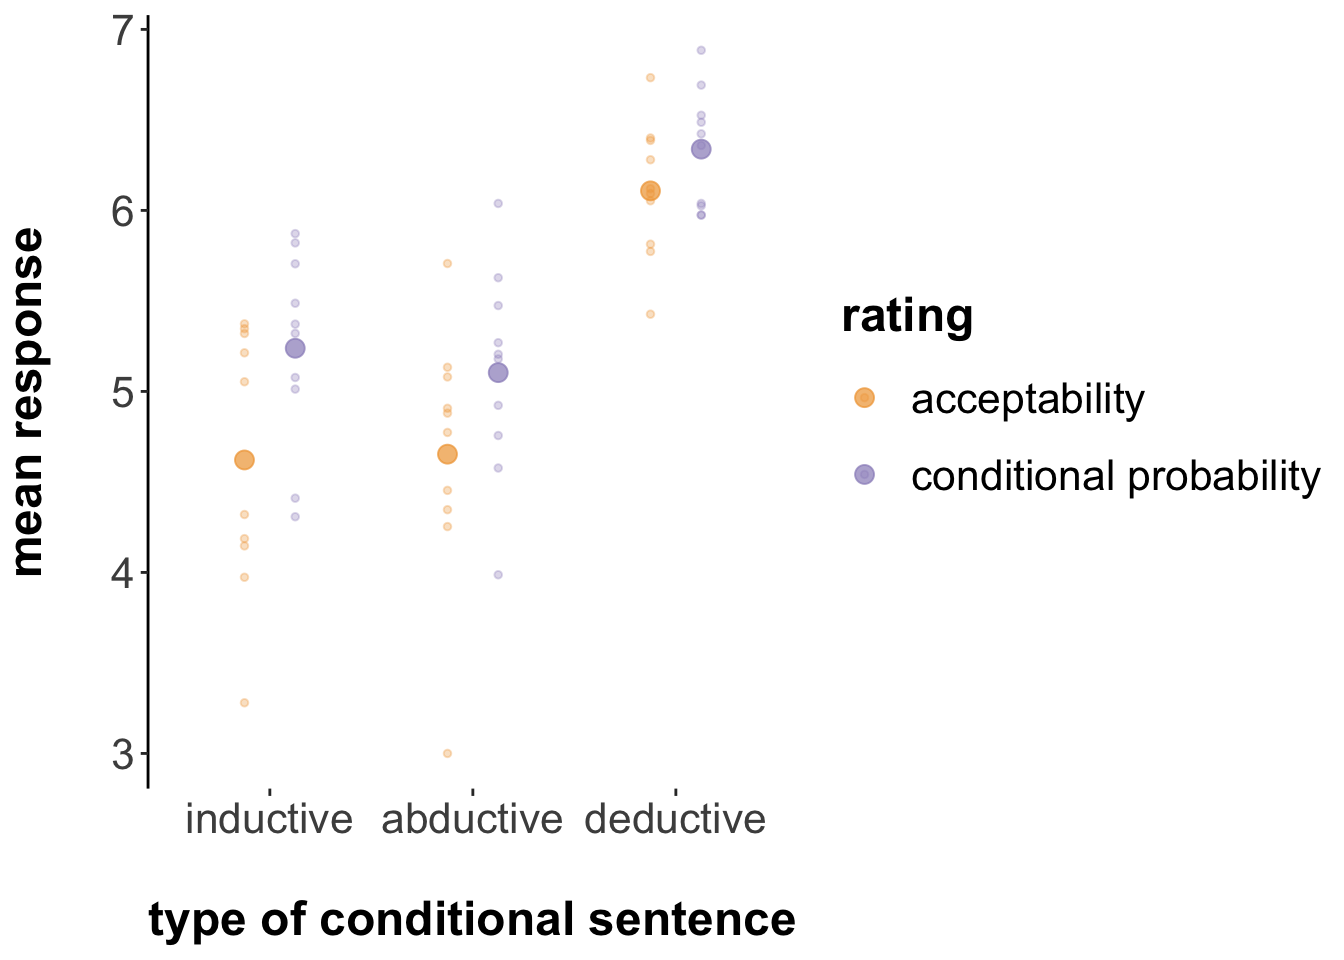 7
6
5
4
3
mean response
inductive abductive deductive
type of conditional sentence
rating
acceptability
conditional probability